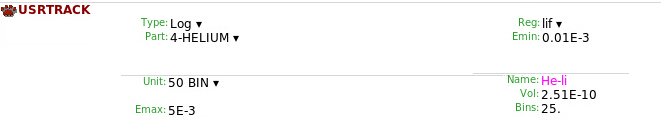 USRTRACK
Type: Log ▾ Reg: lif ▾
Part: 4-HELIUM ▾ Emin: 0.01E-3
Name: He-li
Unit: 50 BIN ▾ Vol: 2.51E-10
Emax: 5E-3 Bins: 25.